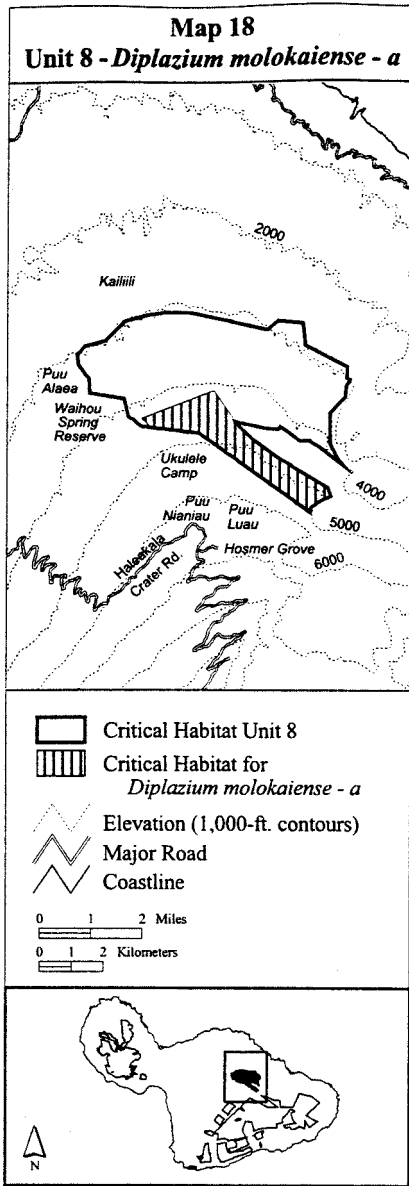 Map 18
Unit 8 - Diplazium molokaiense - a
2000
Kailiili
Puu
Alaea
Waihou
Spring
Reserve
Ukulele
Camp
4000
Puu
Nianiau
Puu
Luau
5000
Haleakala
Crater Rd.
Hosmer Grove
6000
Critical Habitat Unit 8
Critical Habitat for
Diplazium molokaiense - a
Elevation (1,000-ft. contours)
Major Road
Coastline
0 1 2 Miles
0 1 2 Kilometers
N